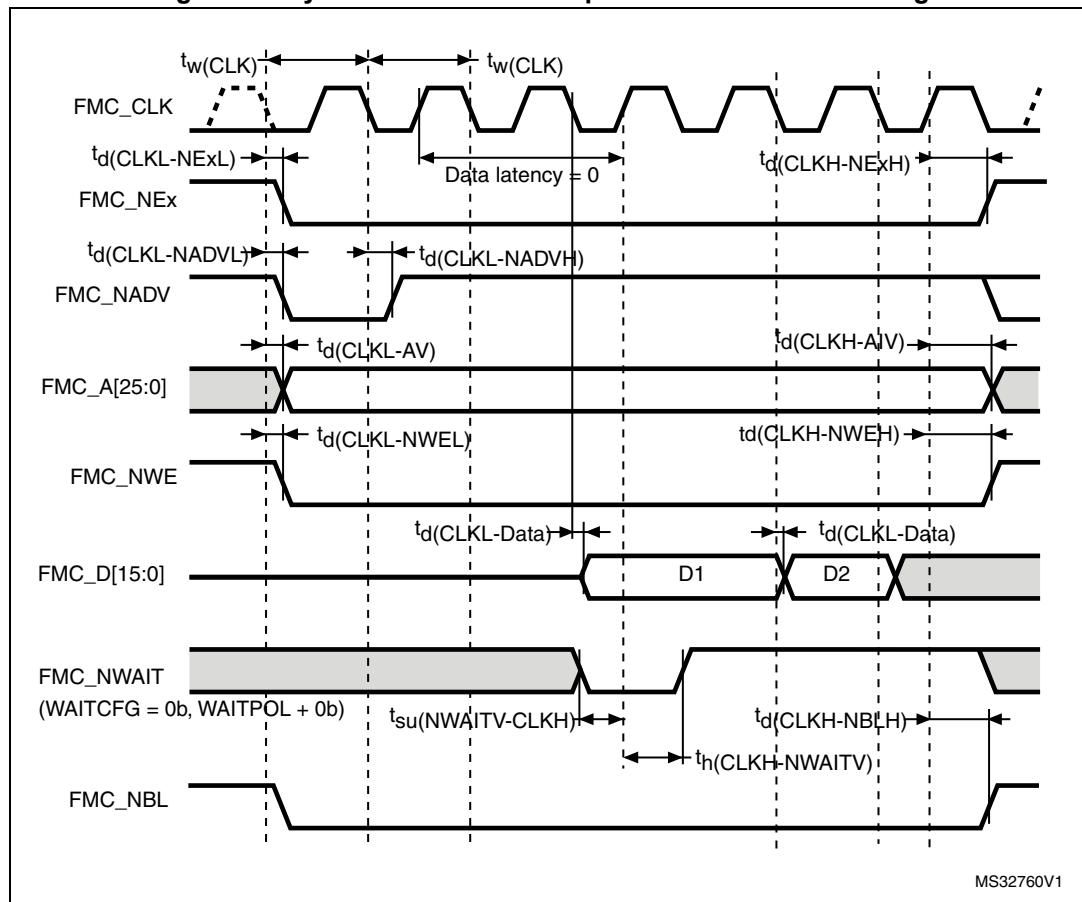 tw(CLK) tw(CLK)
FMC_CLK
td(CLKL-NExL) Data latency = 0 td(CLKH-NExH)
FMC_NEx
td(CLKL-NADVL) td(CLKL-NADVH)
FMC_NADV
td(CLKL-AV) td(CLKH-AIV)
FMC_A[25:0]
td(CLKL-NWEL) td(CLKH-NWEH)
FMC_NWE
td(CLKL-Data) td(CLKL-Data)
FMC_D[15:0] D1 D2
FMC_NWAIT
(WAITCFG = 0b, WAITPOL + 0b)
tsu(NWAITV-CLKH) td(CLKH-NBLH)
th(CLKH-NWAITV)
FMC_NBL
MS32760V1